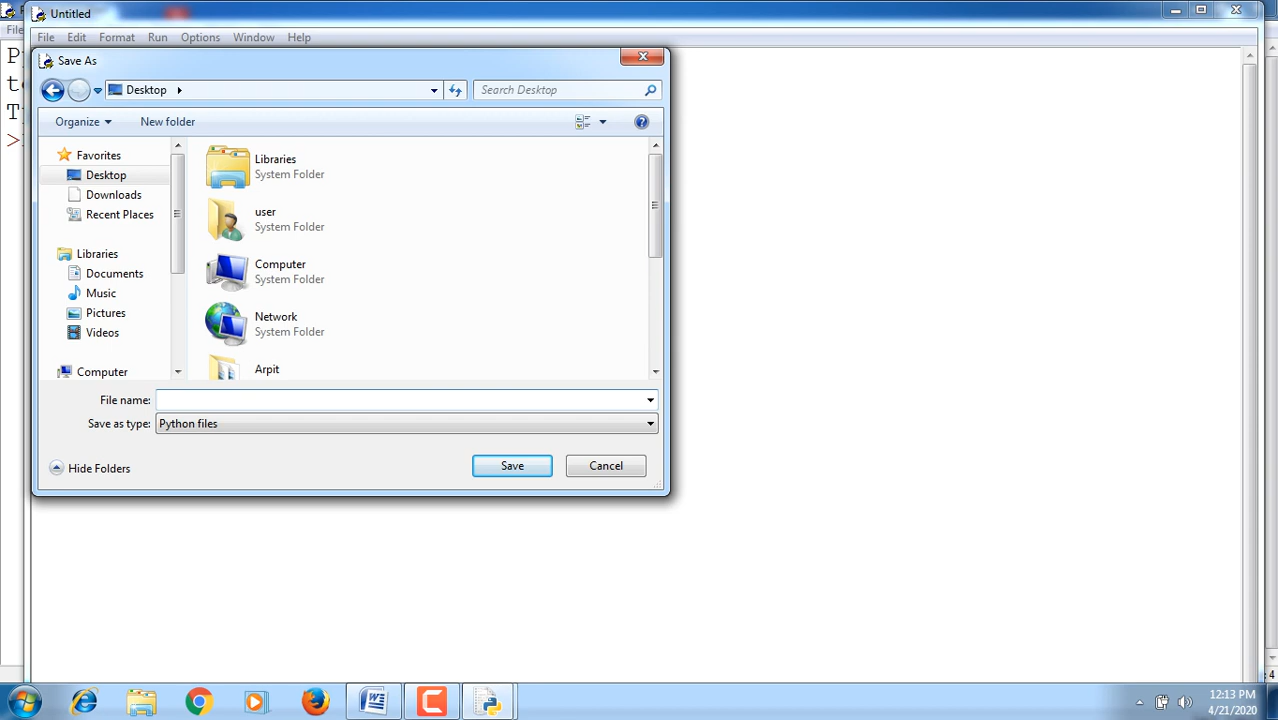 Untitled
File
File Edit Format Run Options Window Help
Save As
Desktop
Search Desktop
Organize New folder
Favorites
Desktop
Downloads
Recent Places
Libraries
Documents
Music
Pictures
Videos
Computer
Libraries
System Folder
user
System Folder
Computer
System Folder
Network
System Folder
Arpit
File name:
Save as type: Python files
Hide Folders
Save Cancel
12:13 PM
4/21/2020